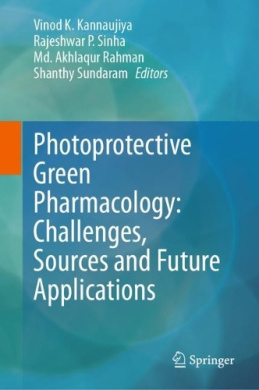 Vinod K. Kannaujiya
Rajeshwar P. Sinha
Md. Akhlaqur Rahman
Shanthy Sundaram Editors
Photoprotective
Green
Pharmacology:
Challenges,
Sources and Future
Applications
Springer